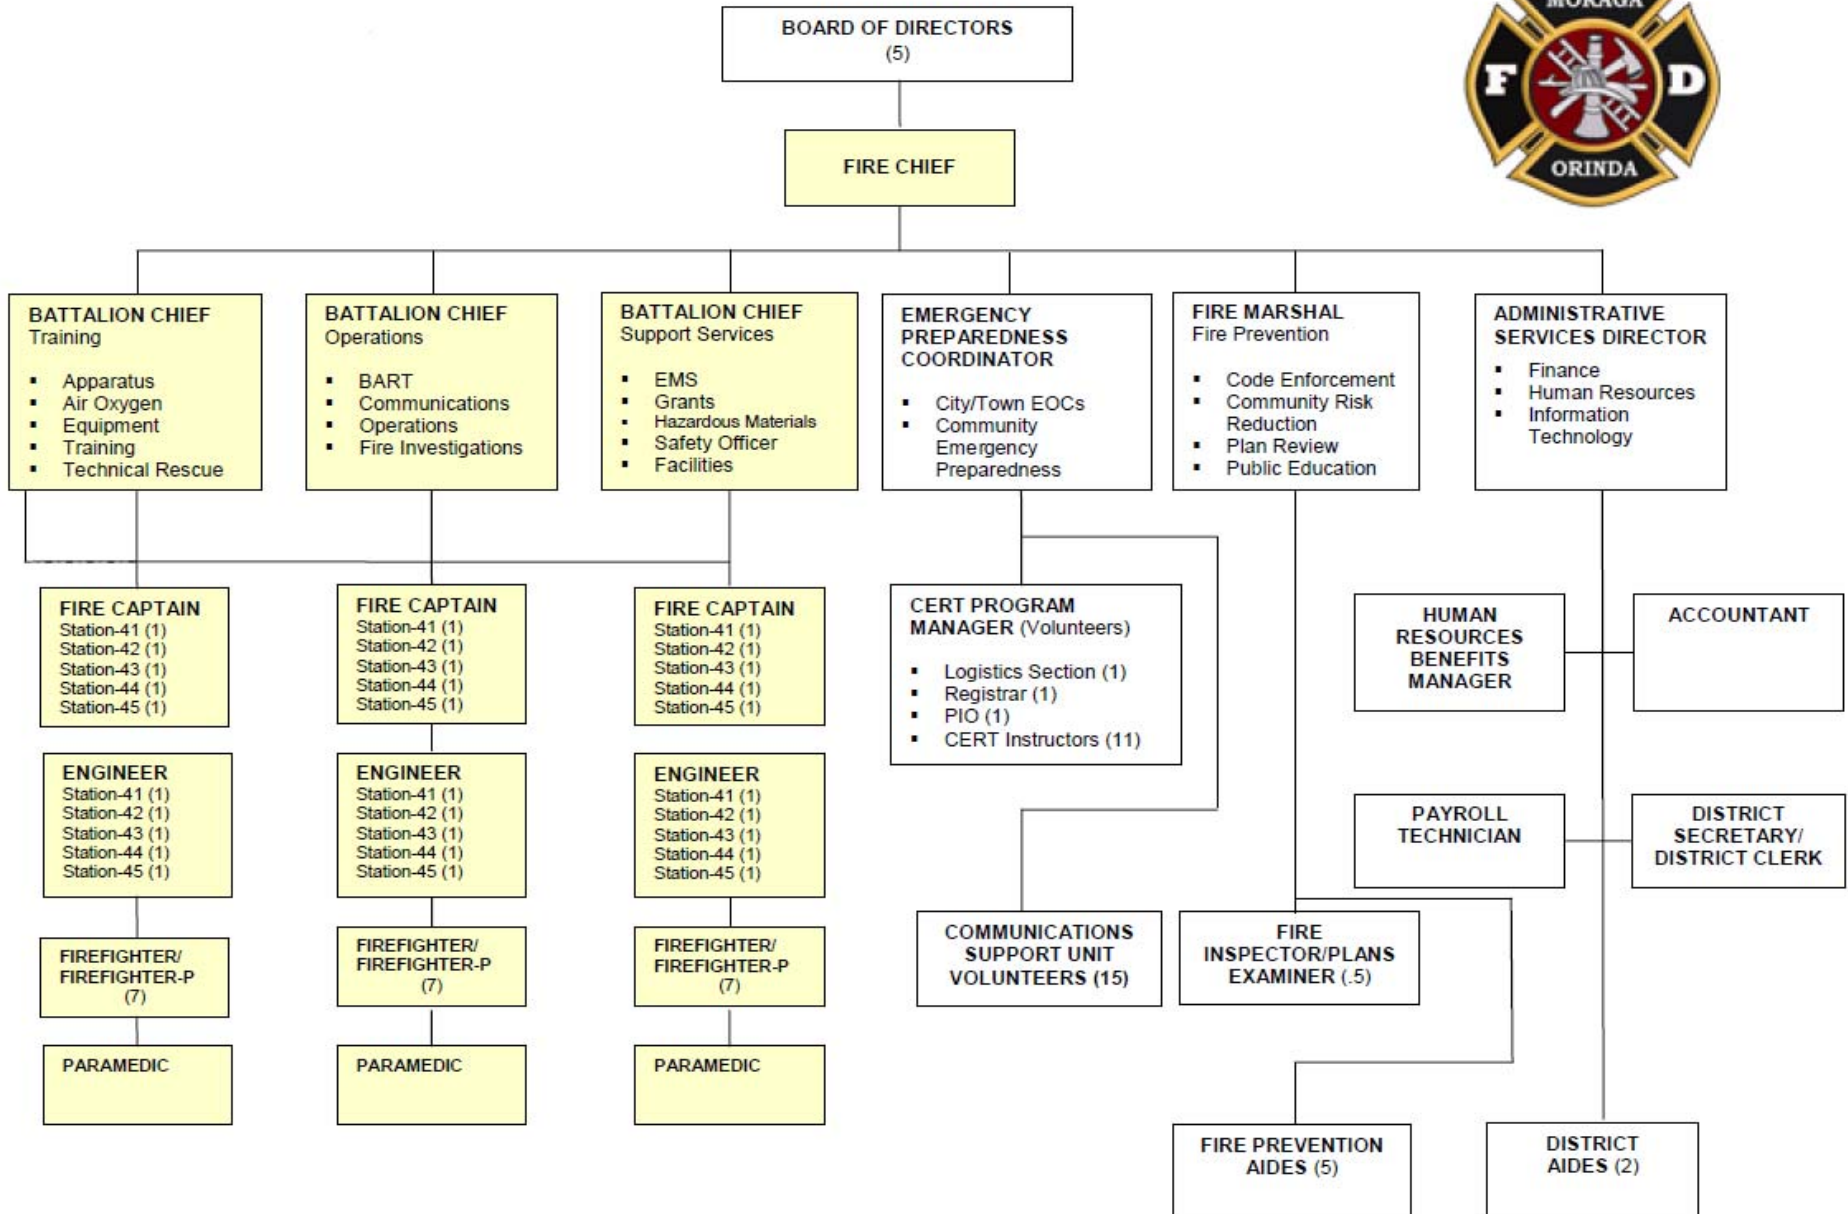 BOARD OF DIRECTORS
(5)
MORAGA
F D
ORINDA
FIRE CHIEF
BATTALION CHIEF
Training
▪ Apparatus
▪ Air Oxygen
▪ Equipment
▪ Training
▪ Technical Rescue
BATTALION CHIEF
Operations
▪ BART
▪ Communications
▪ Operations
▪ Fire Investigations
BATTALION CHIEF
Support Services
▪ EMS
▪ Grants
▪ Hazardous Materials
▪ Safety Officer
▪ Facilities
EMERGENCY
PREPAREDNESS
COORDINATOR
▪ City/Town EOCs
▪ Community
Emergency
Preparedness
FIRE MARSHAL
Fire Prevention
▪ Code Enforcement
▪ Community Risk
Reduction
▪ Plan Review
▪ Public Education
ADMINISTRATIVE
SERVICES DIRECTOR
▪ Finance
▪ Human Resources
▪ Information
Technology
FIRE CAPTAIN
Station-41 (1)
Station-42 (1)
Station-43 (1)
Station-44 (1)
Station-45 (1)
FIRE CAPTAIN
Station-41 (1)
Station-42 (1)
Station-43 (1)
Station-44 (1)
Station-45 (1)
FIRE CAPTAIN
Station-41 (1)
Station-42 (1)
Station-43 (1)
Station-44 (1)
Station-45 (1)
CERT PROGRAM
MANAGER (Volunteers)
▪ Logistics Section (1)
▪ Registrar (1)
▪ PIO (1)
▪ CERT Instructors (11)
HUMAN
RESOURCES
BENEFITS
MANAGER
ACCOUNTANT
ENGINEER
Station-41 (1)
Station-42 (1)
Station-43 (1)
Station-44 (1)
Station-45 (1)
ENGINEER
Station-41 (1)
Station-42 (1)
Station-43 (1)
Station-44 (1)
Station-45 (1)
ENGINEER
Station-41 (1)
Station-42 (1)
Station-43 (1)
Station-44 (1)
Station-45 (1)
PAYROLL
TECHNICIAN
DISTRICT
SECRETARY/
DISTRICT CLERK
FIREFIGHTER/
FIREFIGHTER-P
(7)
FIREFIGHTER/
FIREFIGHTER-P
(7)
FIREFIGHTER/
FIREFIGHTER-P
(7)
COMMUNICATIONS
SUPPORT UNIT
VOLUNTEERS (15)
FIRE
INSPECTOR/PLANS
EXAMINER (.5)
PARAMEDIC
PARAMEDIC
PARAMEDIC
FIRE PREVENTION
AIDES (5)
DISTRICT
AIDES (2)